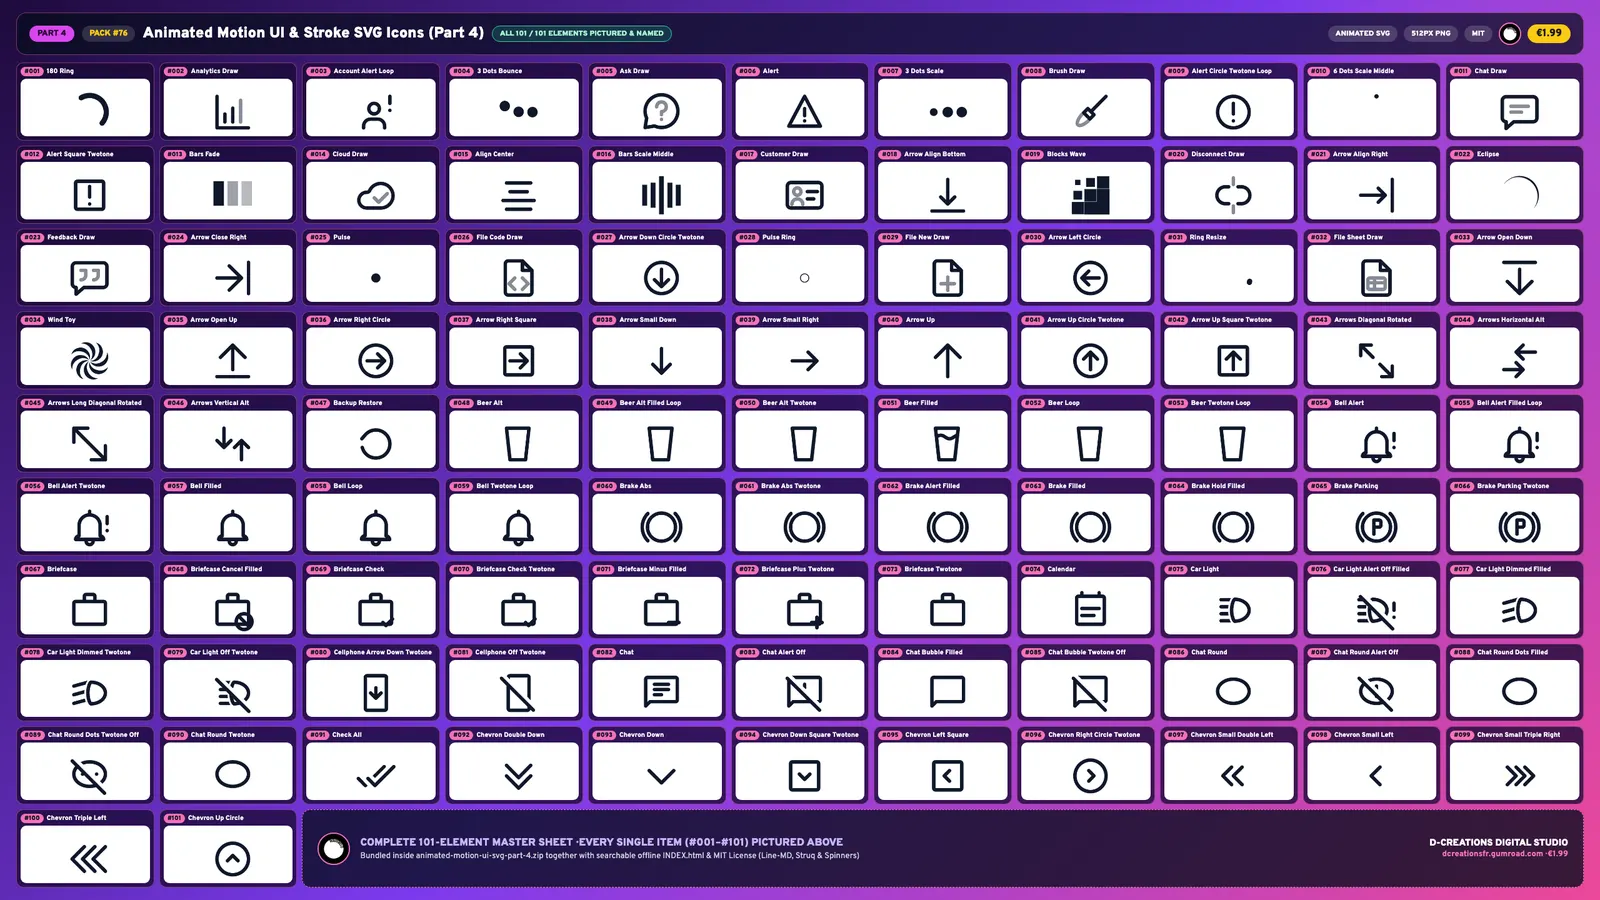 PART 4 PACK #76 Animated Motion UI & Stroke SVG Icons (Part 4) ALL 101 / 101 ELEMENTS PICTURED & NAMED ANIMATED SVG 512PX PNG MIT €1.99
#001 180 Ring #002 Analytics Draw #003 Account Alert Loop #004 3 Dots Bounce #005 Ask Draw #006 Alert #007 3 Dots Scale #008 Brush Draw #009 Alert Circle Twotone Loop #010 6 Dots Scale Middle #011 Chat Draw
#012 Alert Square Twotone #013 Bars Fade #014 Cloud Draw #015 Align Center #016 Bars Scale Middle #017 Customer Draw #018 Arrow Align Bottom #019 Blocks Wave #020 Disconnect Draw #021 Arrow Align Right #022 Eclipse
#023 Feedback Draw #024 Arrow Close Right #025 Pulse #026 File Code Draw #027 Arrow Down Circle Twotone #028 Pulse Ring #029 File New Draw #030 Arrow Left Circle #031 Ring Resize #032 File Sheet Draw #033 Arrow Open Down
#034 Wind Toy #035 Arrow Open Up #036 Arrow Right Circle #037 Arrow Right Square #038 Arrow Small Down #039 Arrow Small Right #040 Arrow Up #041 Arrow Up Circle Twotone #042 Arrow Up Square Twotone #043 Arrows Diagonal Rotated #044 Arrows Horizontal Alt
#045 Arrows Long Diagonal Rotated #046 Arrows Vertical Alt #047 Backup Restore #048 Beer Alt #049 Beer Alt Filled Loop #050 Beer Alt Twotone #051 Beer Filled #052 Beer Loop #053 Beer Twotone Loop #054 Bell Alert #055 Bell Alert Filled Loop
#056 Bell Alert Twotone #057 Bell Filled #058 Bell Loop #059 Bell Twotone Loop #060 Brake Abs #061 Brake Abs Twotone #062 Brake Alert Filled #063 Brake Filled #064 Brake Hold Filled #065 Brake Parking #066 Brake Parking Twotone
P P
#067 Briefcase #068 Briefcase Cancel Filled #069 Briefcase Check #070 Briefcase Check Twotone #071 Briefcase Minus Filled #072 Briefcase Plus Twotone #073 Briefcase Twotone #074 Calendar #075 Car Light #076 Car Light Alert Off Filled #077 Car Light Dimmed Filled
#078 Car Light Dimmed Twotone #079 Car Light Off Twotone #080 Cellphone Arrow Down Twotone #081 Cellphone Off Twotone #082 Chat #083 Chat Alert Off #084 Chat Bubble Filled #085 Chat Bubble Twotone Off #086 Chat Round #087 Chat Round Alert Off #088 Chat Round Dots Filled
#089 Chat Round Dots Twotone Off #090 Chat Round Twotone #091 Check All #092 Chevron Double Down #093 Chevron Down #094 Chevron Down Square Twotone #095 Chevron Left Square #096 Chevron Right Circle Twotone #097 Chevron Small Double Left #098 Chevron Small Left #099 Chevron Small Triple Right
#100 Chevron Triple Left #101 Chevron Up Circle
COMPLETE 101-ELEMENT MASTER SHEET · EVERY SINGLE ITEM (#001–#101) PICTURED ABOVE
Bundled inside animated-motion-ui-svg-part-4.zip together with searchable offline INDEX.html & MIT License (Line-MD, Struq & Spinners)
D-CREATIONS DIGITAL STUDIO
dcreationsfr.gumroad.com · €1.99